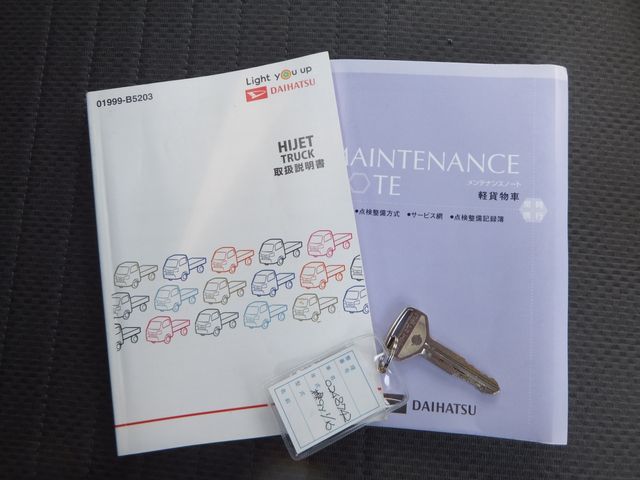 Light you up
DAIHATSU
01999-B5203
HIJET
TRUCK
取扱説明書
MAINTENANCE
NOTE
メンテナンスノート
軽貨物車
●点検整備方式 ●サービス網 ●点検整備記録簿
DAIHATSU